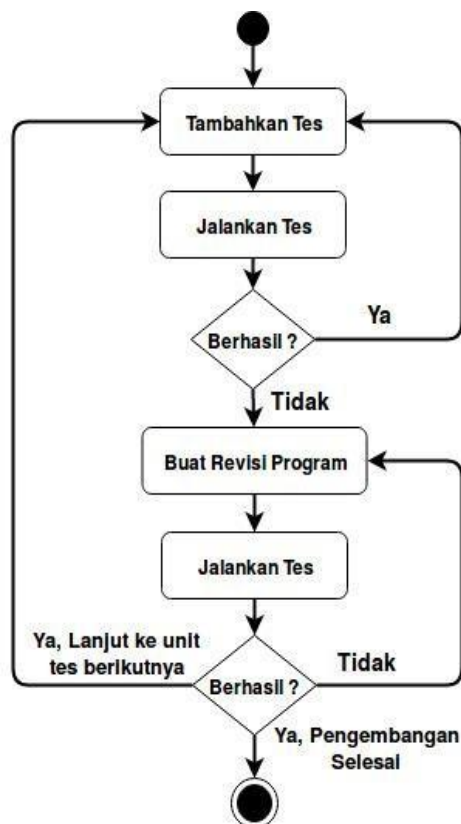 Tambahkan Tes
Jalankan Tes
Berhasil ?
Ya
Tidak
Buat Revisi Program
Jalankan Tes
Ya, Lanjut ke unit
tes berikutnya
Berhasil ?
Tidak
Ya, Pengembangan
Selesai